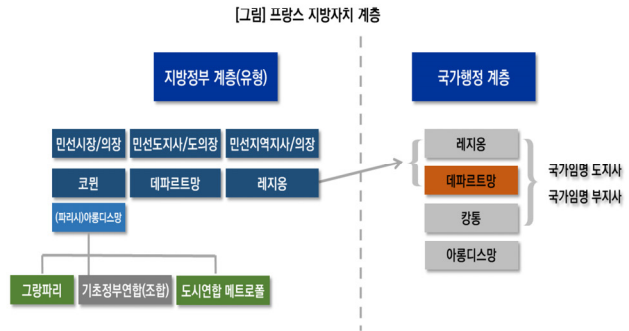 [그림] 프랑스 지방자치 계층
지방정부 계층(유형)
국가행정 계층
민선시장/의장
민선도지사/도의장
민선지역지사/의장
코뮌
데파르트망
레지옹
(파리시)아롱디스망
그랑파리
기초정부연합(조합)
도시연합 메트로폴
레지옹
데파르트망
캉통
아롱디스망
국가임명 도지사
국가임명 부지사